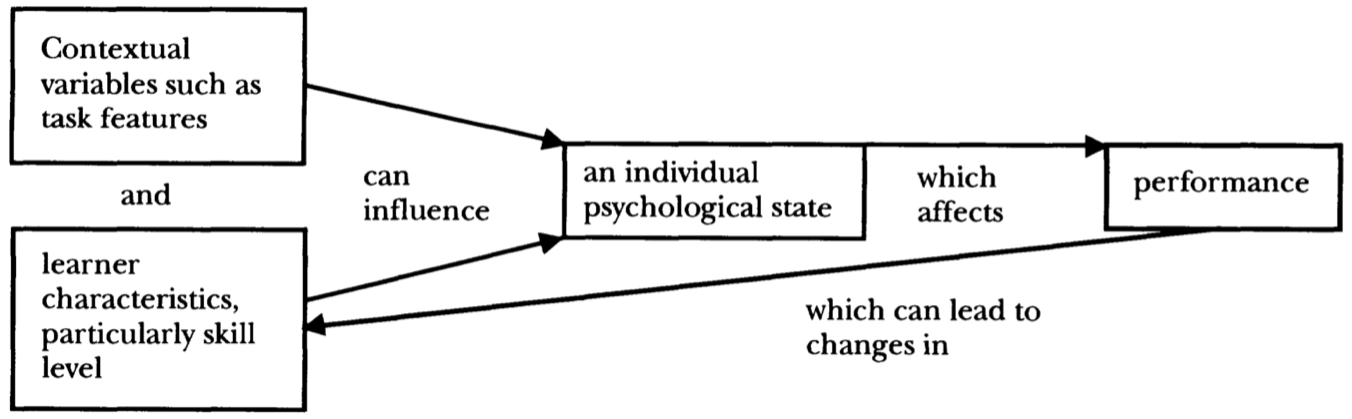 Contextual
variables such as
task features
and
learner
characteristics,
particularly skill
level
can
influence
an individual
psychological state
which
affects
performance
which can lead to
changes in